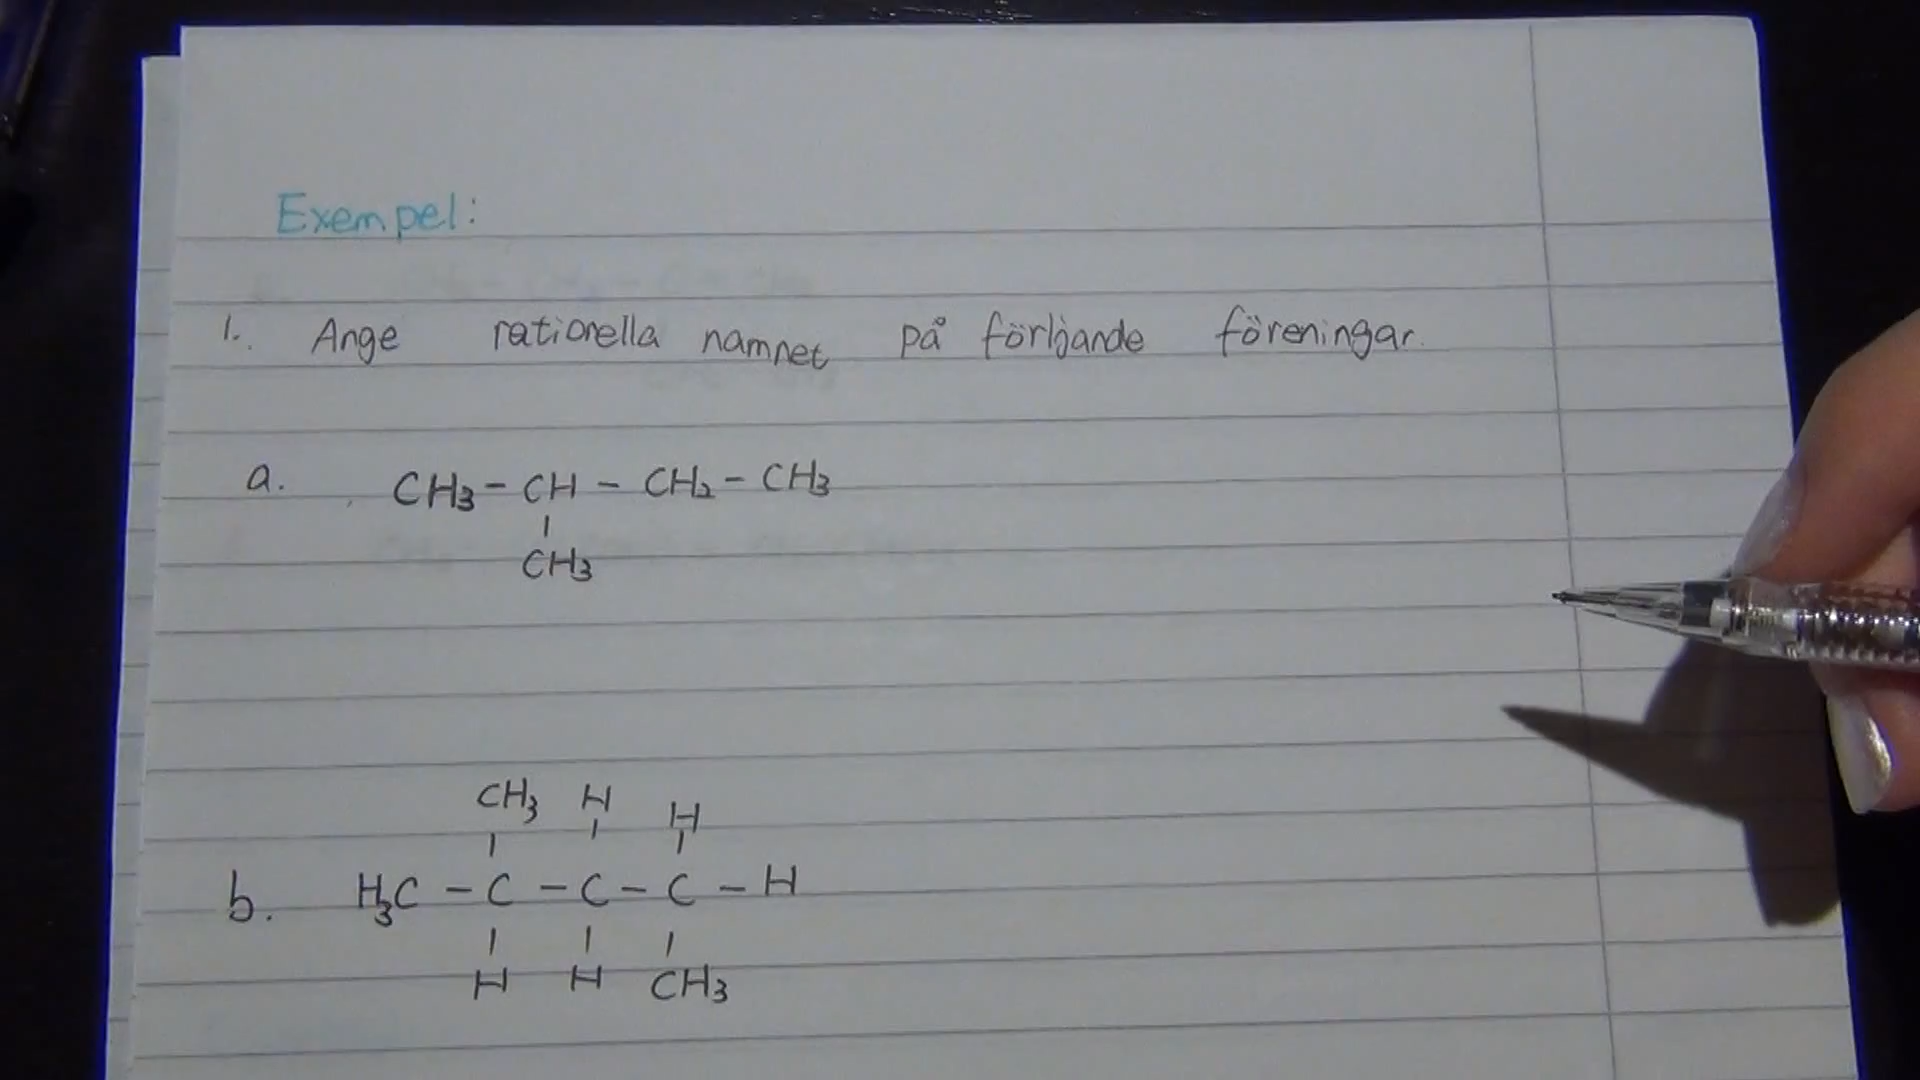 Exempel:
1. Ange rationella namnet på förljande föreningar.
a. CH3 - CH - CH2 - CH3
CH3
CH3 H H
b. H3C - C - C - C - H
H H CH3